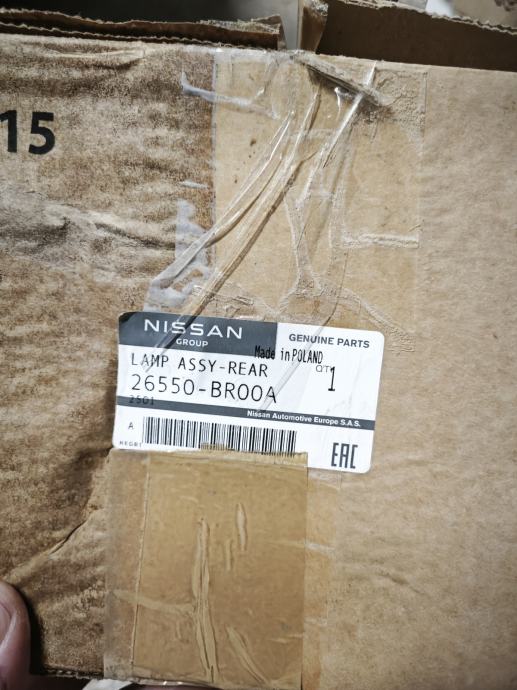 15
NISSAN
GROUP
GENUINE PARTS
Made in POLAND
LAMP ASSY-REAR
QTY 1
26550-BR00A
2501
Nissan Automotive Europe S.A.S.
A
EAC